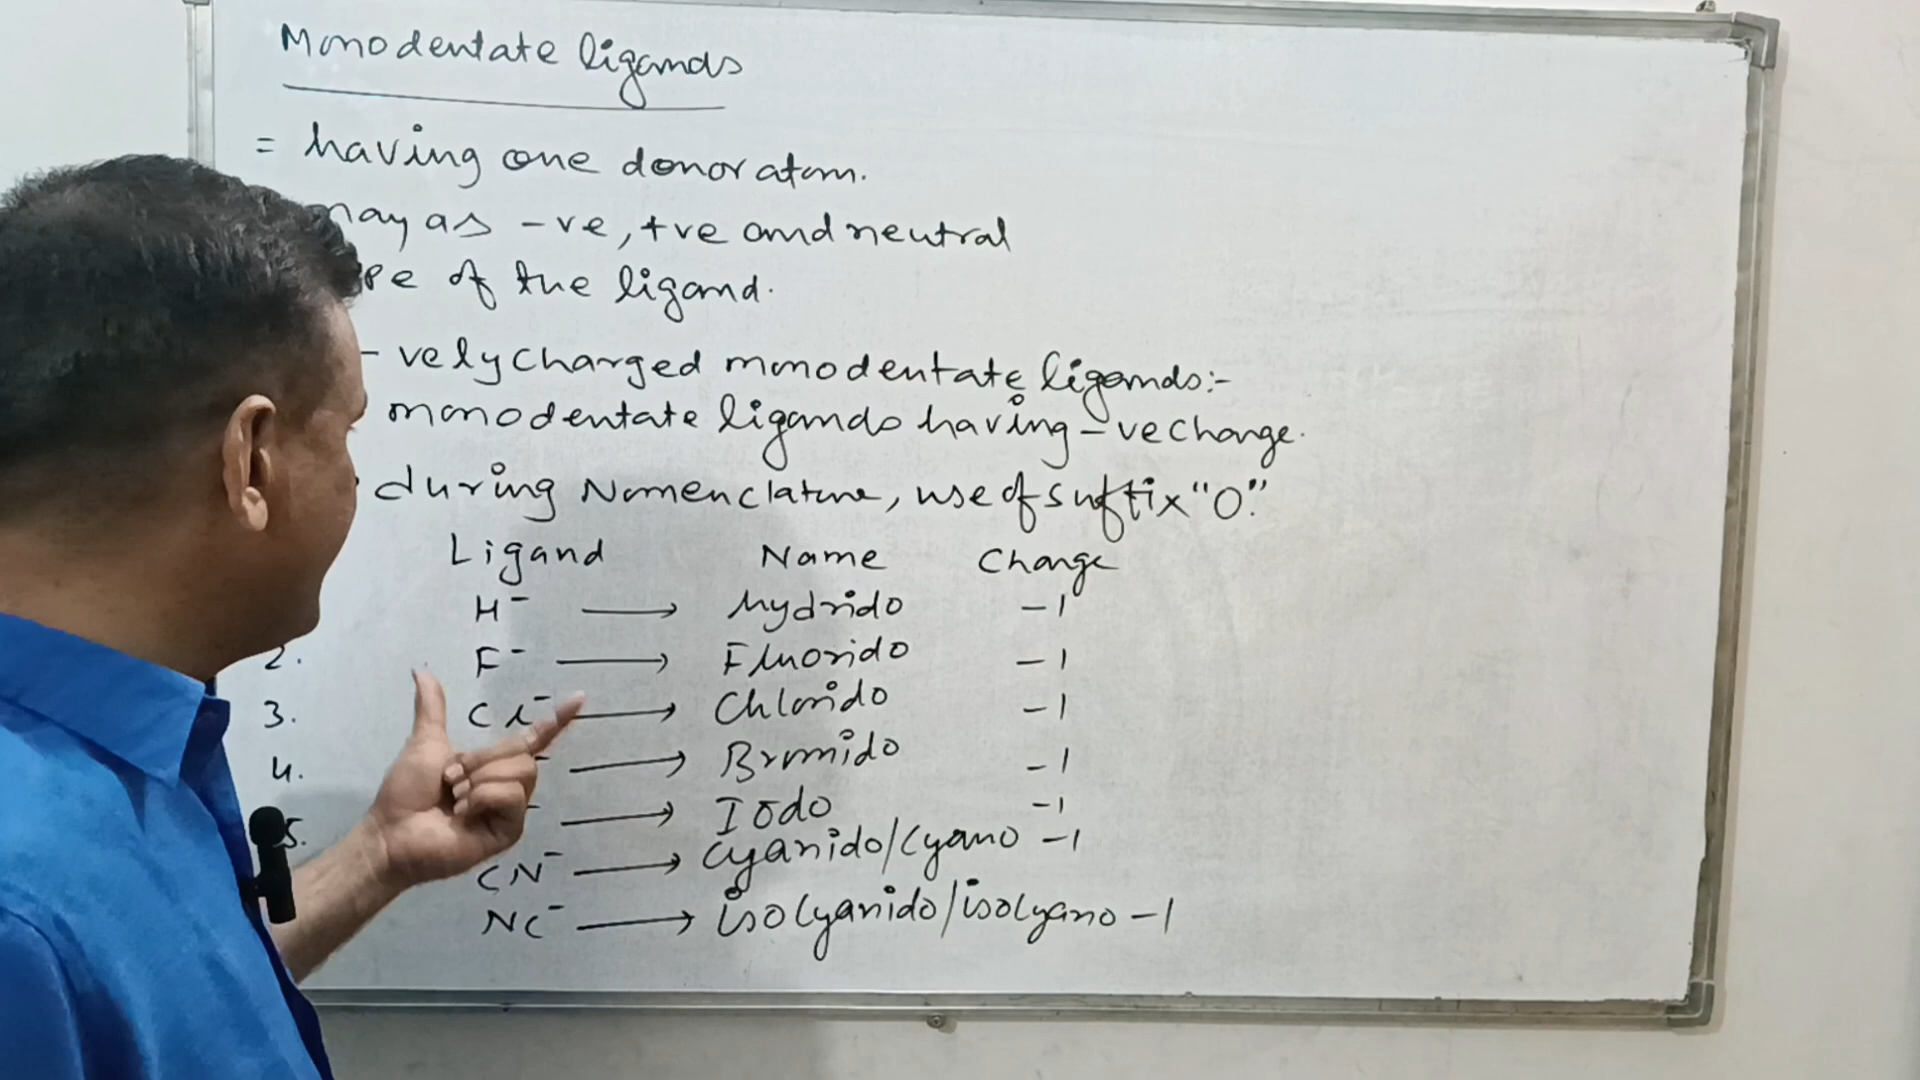 Monodentate ligands
= having one donor atom.
may as -ve, +ve and neutral
of the ligand.
-vely charged monodentate ligands:-
monodentate ligands having -ve charge.
during Nomenclature, use of suffix "O".
Ligand Name Charge
H⁻ → Hydrido -1
2. F⁻ → Fluorido -1
3. Cl⁻ → Chlorido -1
4. ⁻ → Bromido -1
5. ⁻ → Iodo -1
CN⁻ → Cyanido/Cyano -1
NC⁻ → isocyanido/isocyano -1